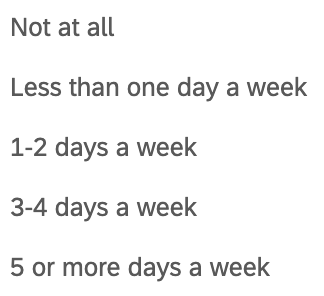 Not at all
Less than one day a week
1-2 days a week
3-4 days a week
5 or more days a week